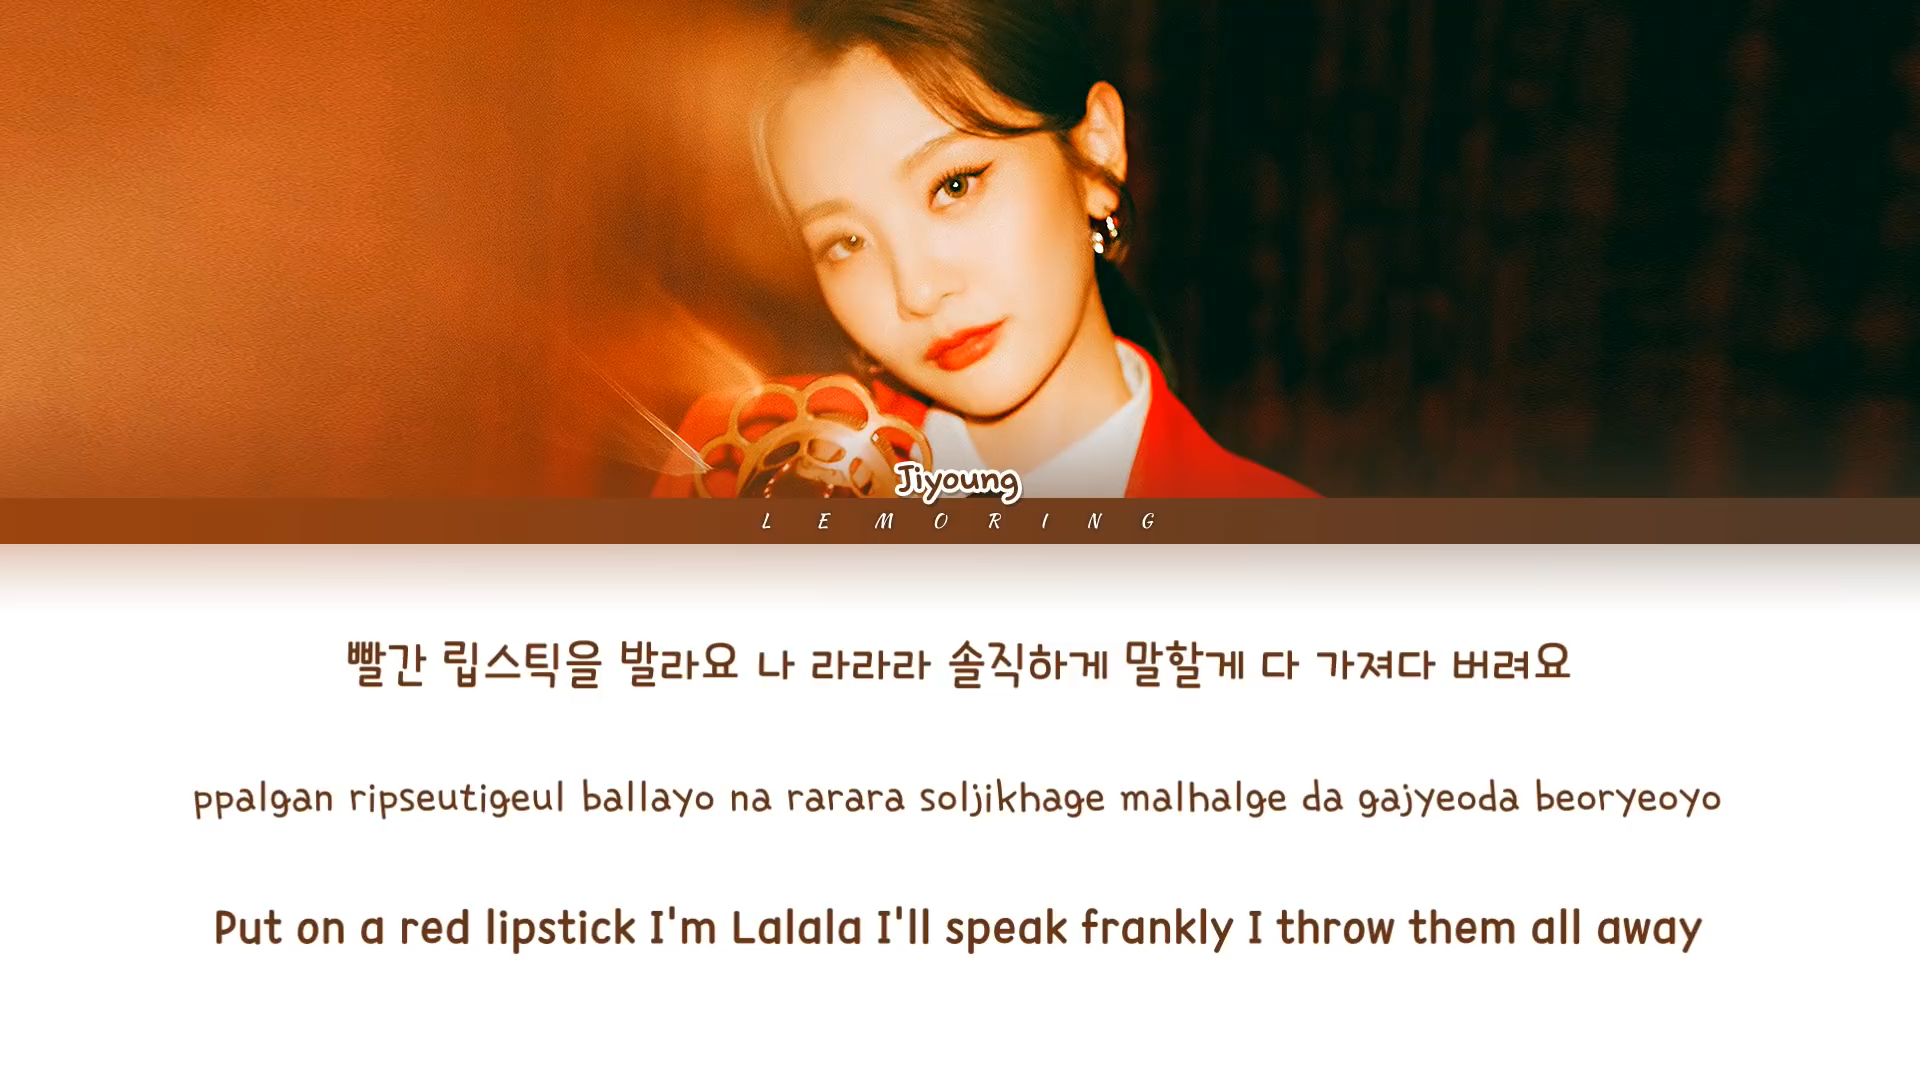 Jiyoung
LEMORING
빨간 립스틱을 발라요 나 라라라 솔직하게 말할게 다 가져다 버려요
ppalgan ripseutigeul ballayo na rarara soljikhage malhalge da gajyeoda beoryeoyo
Put on a red lipstick I'm Lalala I'll speak frankly I throw them all away